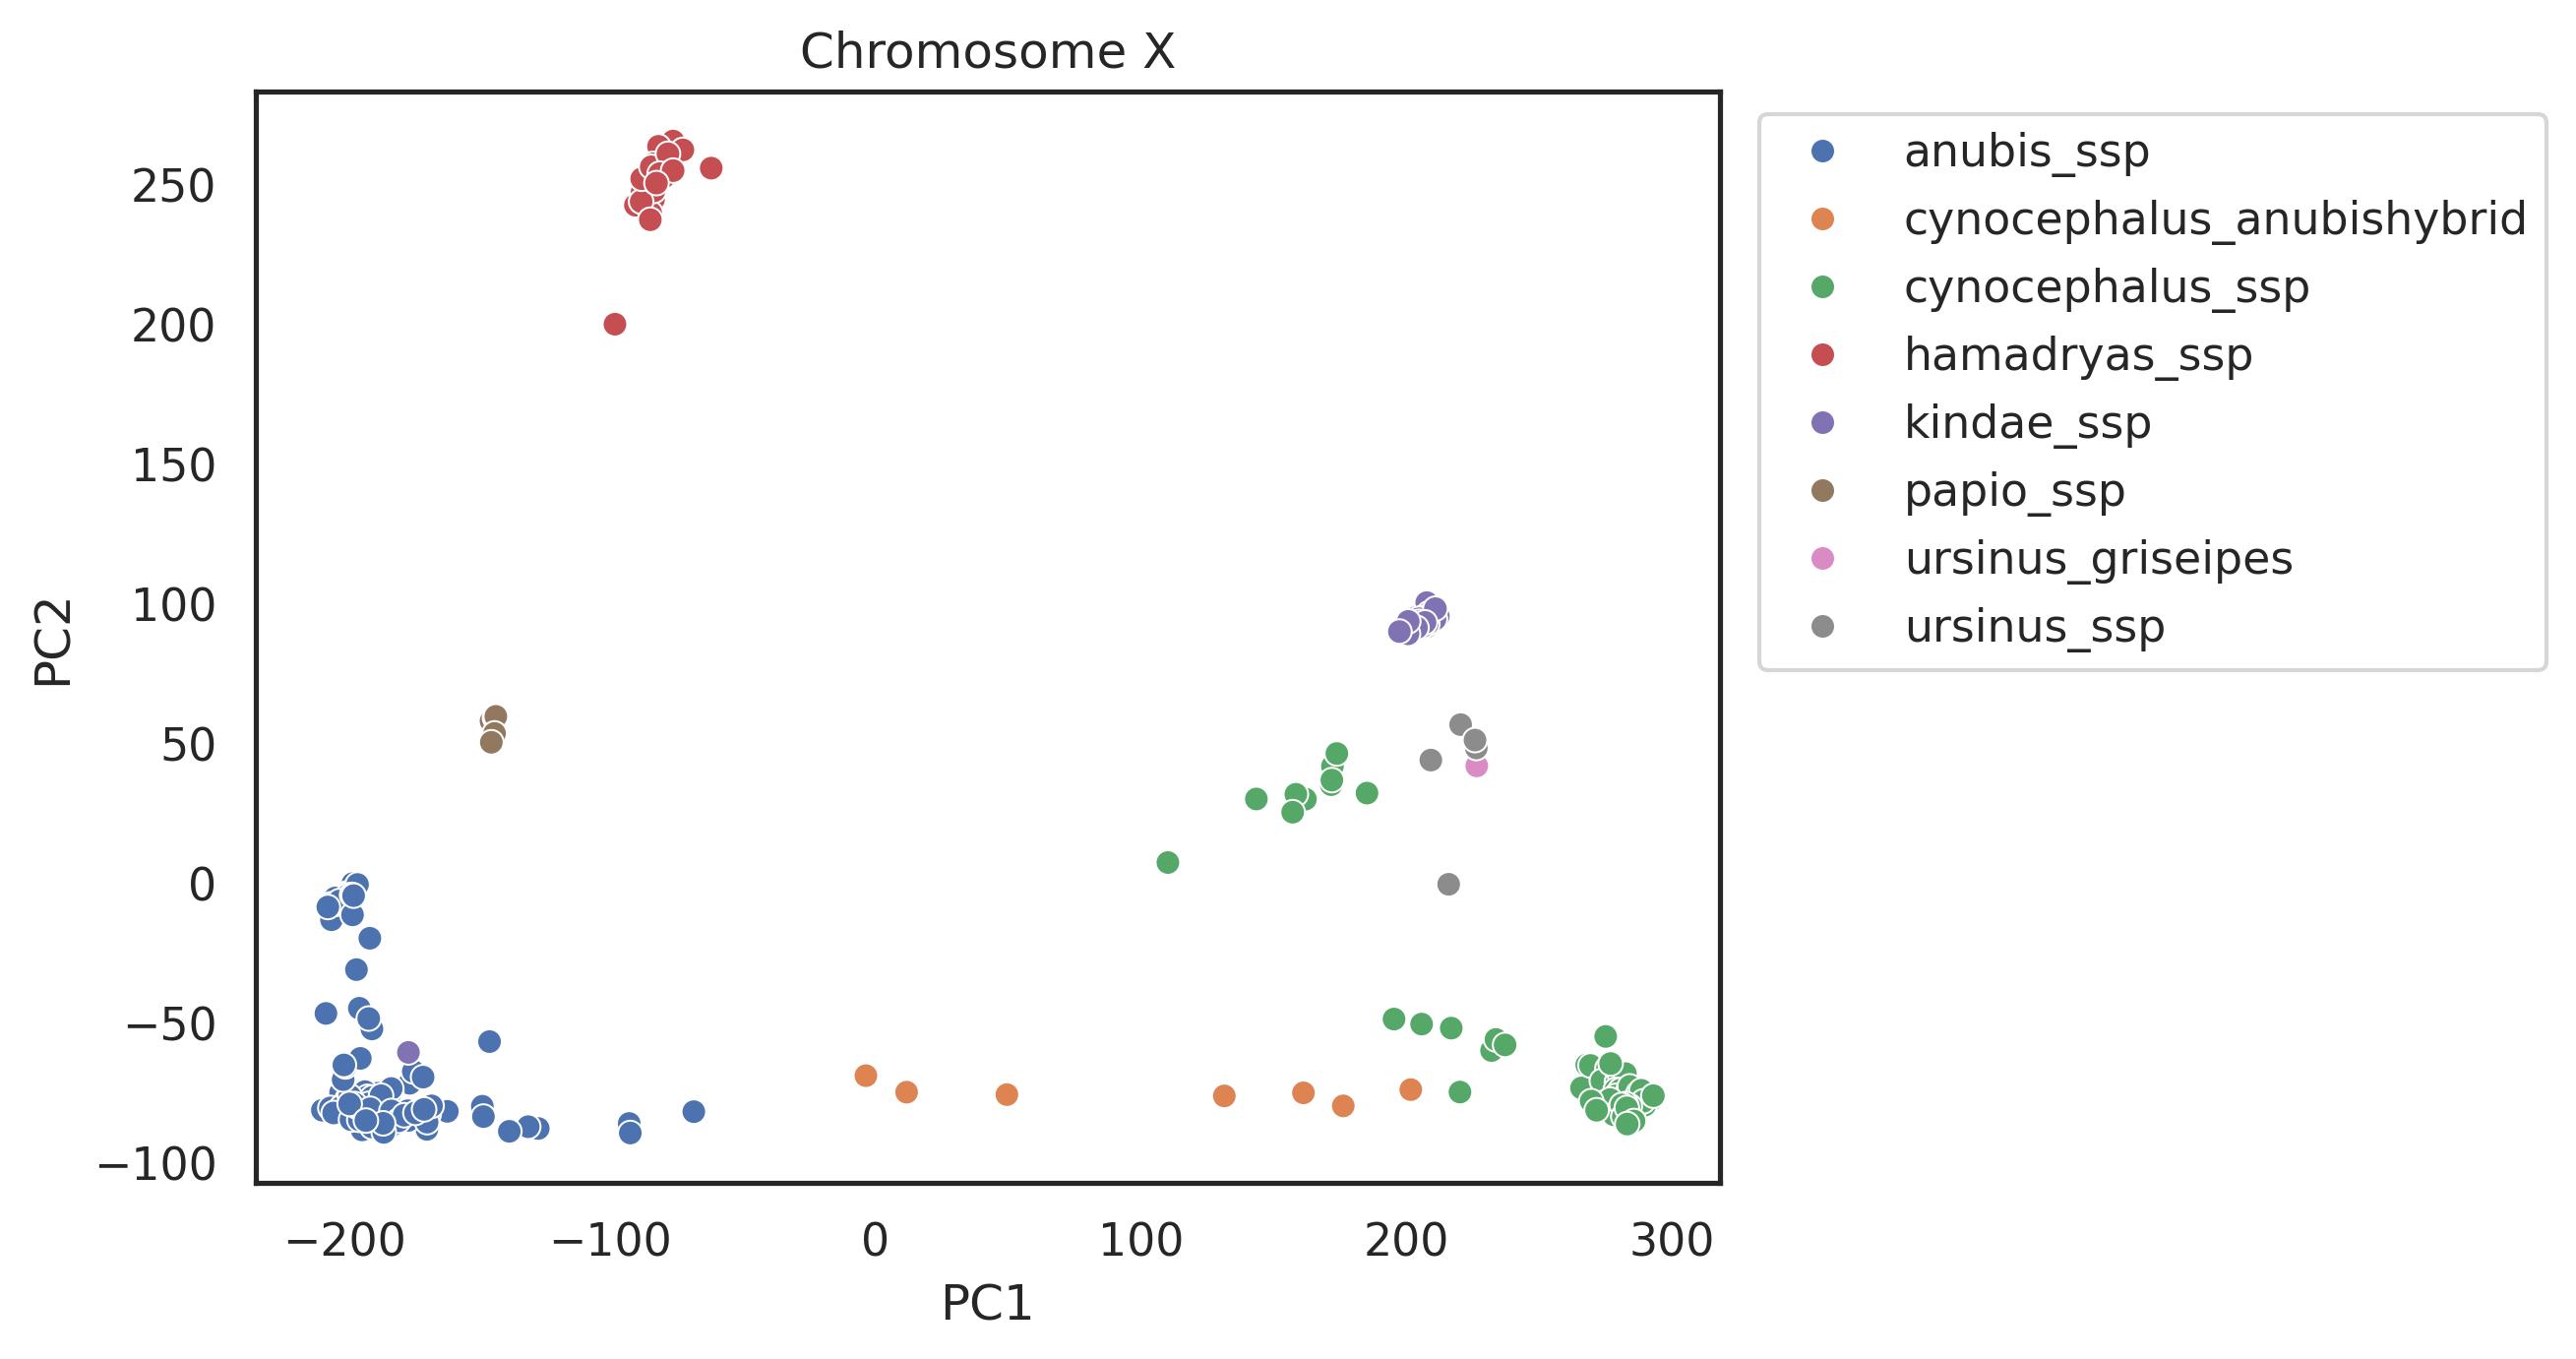 Chromosome X
PC2
250
200
150
100
50
0
−50
−100
−200
−100
0
100
200
300
PC1
anubis_ssp
cynocephalus_anubishybrid
cynocephalus_ssp
hamadryas_ssp
kindae_ssp
papio_ssp
ursinus_griseipes
ursinus_ssp